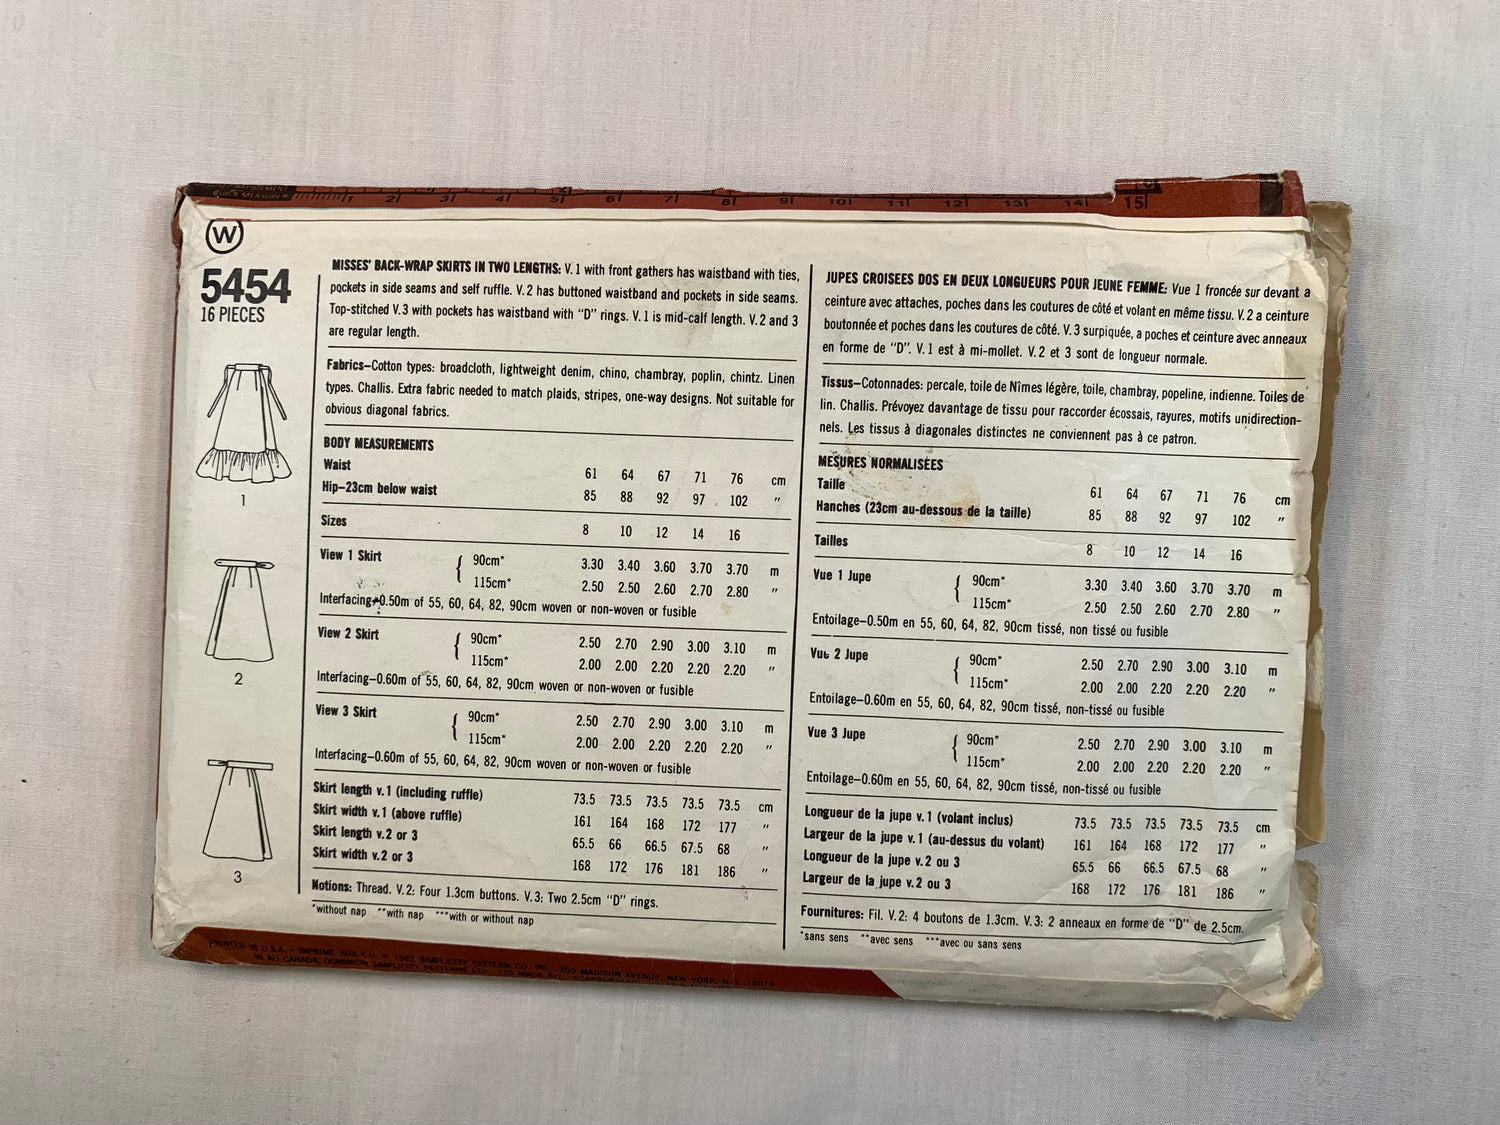 QUICK MEASURE
1 2 3 4 5 6 7 8 9 10 11 12 13 14 15
W
5454
16 PIECES
1
2
3
MISSES' BACK-WRAP SKIRTS IN TWO LENGTHS: V. 1 with front gathers has waistband with ties,
pockets in side seams and self ruffle. V. 2 has buttoned waistband and pockets in side seams.
Top-stitched V. 3 with pockets has waistband with "D" rings. V. 1 is mid-calf length. V. 2 and 3
are regular length.
Fabrics—Cotton types: broadcloth, lightweight denim, chino, chambray, poplin, chintz. Linen
types. Challis. Extra fabric needed to match plaids, stripes, one-way designs. Not suitable for
obvious diagonal fabrics.
BODY MEASUREMENTS
Waist 61 64 67 71 76 cm
Hip—23cm below waist 85 88 92 97 102 "
Sizes 8 10 12 14 16
View 1 Skirt { 90cm* 3.30 3.40 3.60 3.70 3.70 m
115cm* 2.50 2.50 2.60 2.70 2.80 "
Interfacing—0.50m of 55, 60, 64, 82, 90cm woven or non-woven or fusible
View 2 Skirt { 90cm* 2.50 2.70 2.90 3.00 3.10 m
115cm* 2.00 2.00 2.20 2.20 2.20 "
Interfacing—0.60m of 55, 60, 64, 82, 90cm woven or non-woven or fusible
View 3 Skirt { 90cm* 2.50 2.70 2.90 3.00 3.10 m
115cm* 2.00 2.00 2.20 2.20 2.20 "
Interfacing—0.60m of 55, 60, 64, 82, 90cm woven or non-woven or fusible
Skirt length v. 1 (including ruffle) 73.5 73.5 73.5 73.5 73.5 cm
Skirt width v. 1 (above ruffle) 161 164 168 172 177 "
Skirt length v. 2 or 3 65.5 66 66.5 67.5 68 "
Skirt width v. 2 or 3 168 172 176 181 186 "
Notions: Thread. V. 2: Four 1.3cm buttons. V. 3: Two 2.5cm "D" rings.
*without nap **with nap ***with or without nap
JUPES CROISEES DOS EN DEUX LONGUEURS POUR JEUNE FEMME: Vue 1 froncée sur devant a
ceinture avec attaches, poches dans les coutures de côté et volant en même tissu. V. 2 a ceinture
boutonnée et poches dans les coutures de côté. V. 3 surpiquée, a poches et ceinture avec anneaux
en forme de "D". V. 1 est à mi-mollet. V. 2 et 3 sont de longueur normale.
Tissus—Cotonnades: percale, toile de Nîmes légère, toile, chambray, popeline, indienne. Toiles de
lin. Challis. Prévoyez davantage de tissu pour raccorder écossais, rayures, motifs unidirection-
nels. Les tissus à diagonales distinctes ne conviennent pas à ce patron.
MESURES NORMALISÉES
Taille 61 64 67 71 76 cm
Hanches (23cm au-dessous de la taille) 85 88 92 97 102 "
Tailles 8 10 12 14 16
Vue 1 Jupe { 90cm* 3.30 3.40 3.60 3.70 3.70 m
115cm* 2.50 2.50 2.60 2.70 2.80 "
Entoilage—0.50m en 55, 60, 64, 82, 90cm tissé, non tissé ou fusible
Vue 2 Jupe { 90cm* 2.50 2.70 2.90 3.00 3.10 m
115cm* 2.00 2.00 2.20 2.20 2.20 "
Entoilage—0.60m en 55, 60, 64, 82, 90cm tissé, non-tissé ou fusible
Vue 3 Jupe { 90cm* 2.50 2.70 2.90 3.00 3.10 m
115cm* 2.00 2.00 2.20 2.20 2.20 "
Entoilage—0.60m en 55, 60, 64, 82, 90cm tissé, non-tissé ou fusible
Longueur de la jupe v. 1 (volant inclus) 73.5 73.5 73.5 73.5 73.5 cm
Largeur de la jupe v. 1 (au-dessus du volant) 161 164 168 172 177 "
Longueur de la jupe v. 2 ou 3 65.5 66 66.5 67.5 68 "
Largeur de la jupe v. 2 ou 3 168 172 176 181 186 "
Fournitures: Fil. V. 2: 4 boutons de 1.3cm. V. 3: 2 anneaux en forme de "D" de 2.5cm.
*sans sens **avec sens ***avec ou sans sens
PRINTED IN U.S.A. - IMPRIME AUX E.U. © 1982 SIMPLICITY PATTERN CO. INC. 200 MADISON AVENUE, NEW YORK, N.Y. 10016
IN AU CANADA, DOMINION SIMPLICITY PATTERNS LTD. 120 MACK AVE.